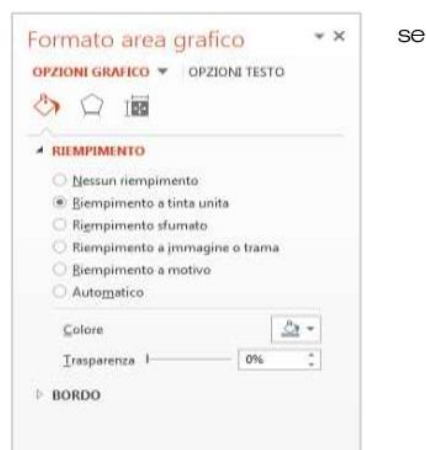 Formato area grafico
se
OPZIONI GRAFICO OPZIONI TESTO
RIEMPIMENTO
Nessun riempimento
Riempimento a tinta unita
Riempimento sfumato
Riempimento a immagine o trama
Riempimento a motivo
Automatico
Colore
Trasparenza 0%
BORDO